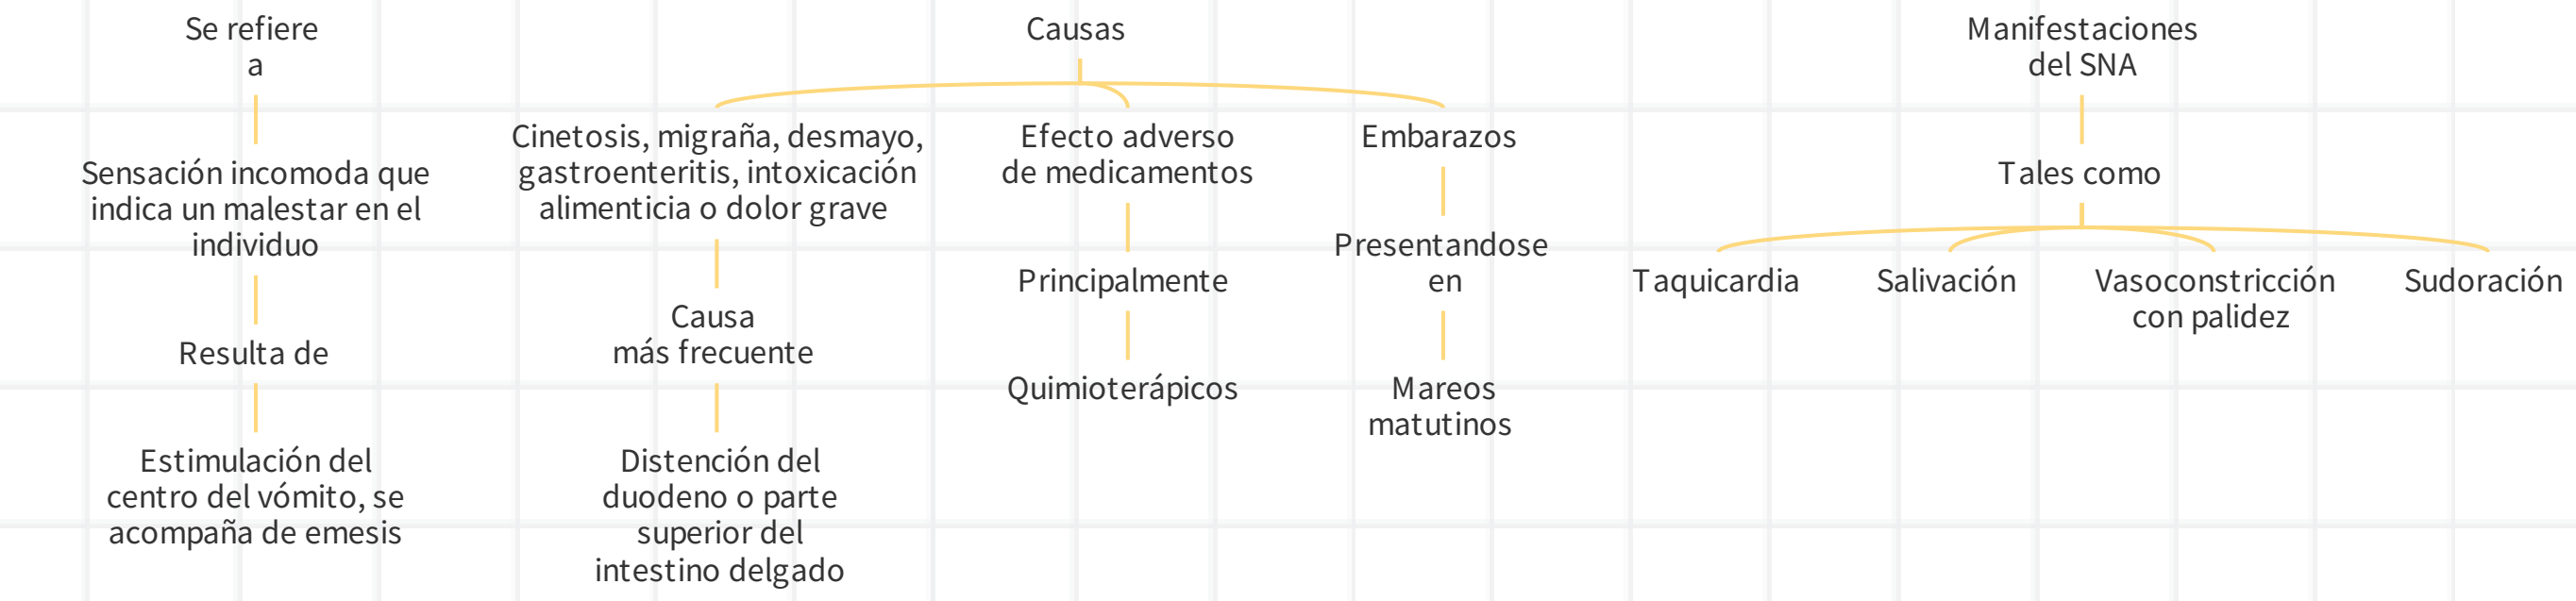 Se refiere
a
Sensación incomoda que
indica un malestar en el
individuo
Resulta de
Estimulación del
centro del vómito, se
acompaña de emesis
Causas
Cinetosis, migraña, desmayo,
gastroenteritis, intoxicación
alimenticia o dolor grave
Causa
más frecuente
Distención del
duodeno o parte
superior del
intestino delgado
Efecto adverso
de medicamentos
Principalmente
Quimioterápicos
Embarazos
Presentandose
en
Mareos
matutinos
Manifestaciones
del SNA
Tales como
Taquicardia
Salivación
Vasoconstricción
con palidez
Sudoración